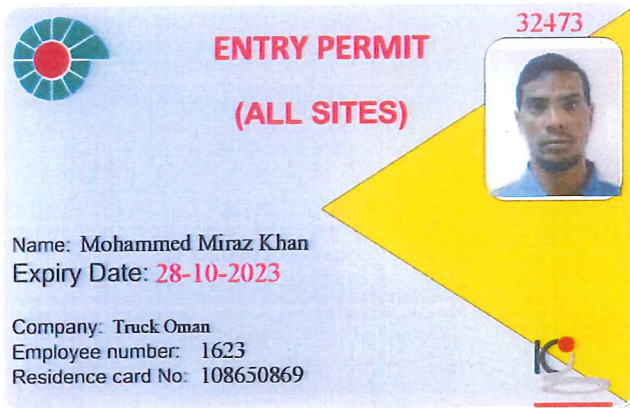 32473
ENTRY PERMIT
(ALL SITES)
Name: Mohammed Miraz Khan
Expiry Date: 28-10-2023
Company: Truck Oman
Employee number: 1623
Residence card No: 108650869